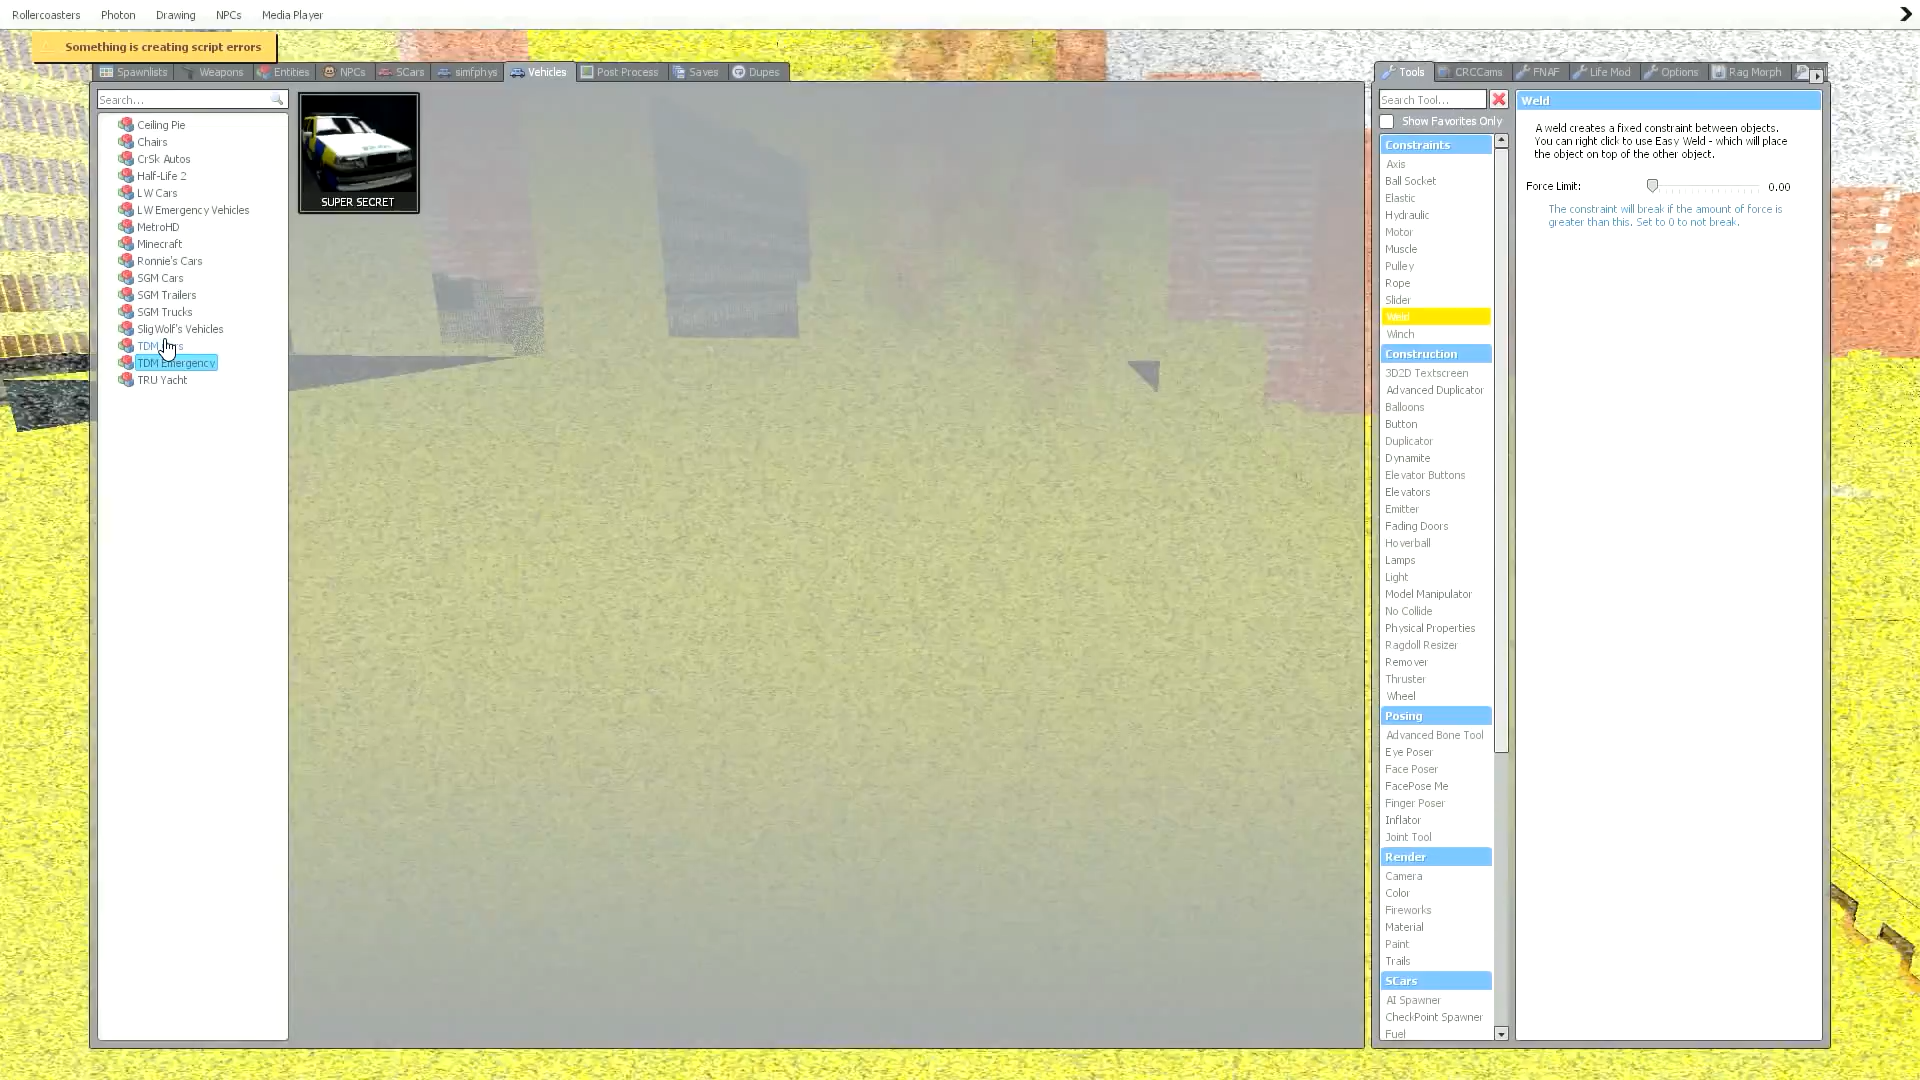 Rollercoasters Photon Drawing NPCs Media Player
Something is creating script errors
Spawnlists Weapons Entities NPCs SCars simfphys Vehicles Post Process Saves Dupes
Search...
Ceiling Pie
Chairs
CrSk Autos
Half-Life 2
LW Cars
LW Emergency Vehicles
MetroHD
Minecraft
Ronnie's Cars
SGM Cars
SGM Trailers
SGM Trucks
SligWolf's Vehicles
TDM
TDM Emergency
TRU Yacht
SUPER SECRET
Tools CRCCams FNAF Life Mod Options Rag Morph
Search Tool...
Show Favorites Only
Constraints
Axis
Ball Socket
Elastic
Hydraulic
Motor
Muscle
Pulley
Rope
Slider
Weld
Winch
Construction
3D2D Textscreen
Advanced Duplicator
Balloons
Button
Duplicator
Dynamite
Elevator Buttons
Elevators
Emitter
Fading Doors
Hoverball
Lamps
Light
Model Manipulator
No Collide
Physical Properties
Ragdoll Resizer
Remover
Thruster
Wheel
Posing
Advanced Bone Tool
Eye Poser
Face Poser
FacePose Me
Finger Poser
Inflator
Joint Tool
Render
Camera
Color
Fireworks
Material
Paint
Trails
SCars
AI Spawner
CheckPoint Spawner
Fuel
Weld
A weld creates a fixed constraint between objects.
You can right click to use Easy Weld - which will place
the object on top of the other object.
Force Limit: 0.00
The constraint will break if the amount of force is
greater than this. Set to 0 to not break.